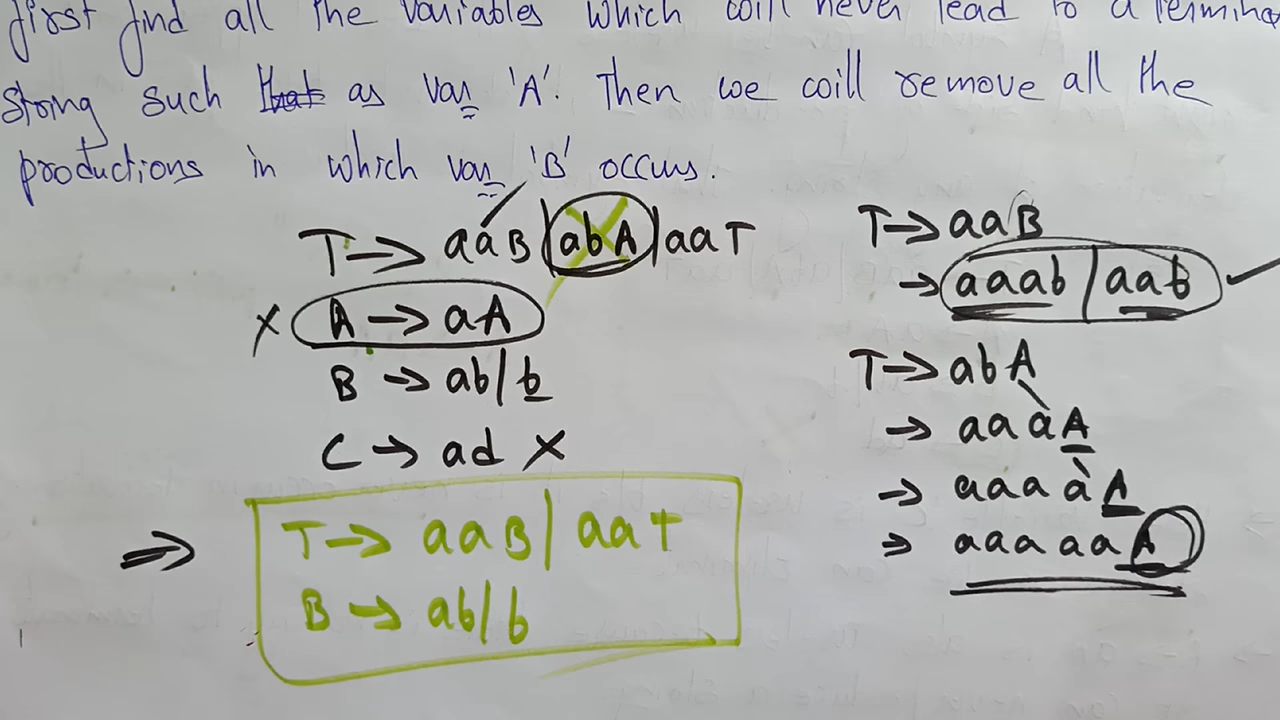 first find all the variables which will never lead to a termina
string such that as var 'A'. Then we will remove all the
productions in which var 'B' occurs.
T → aaB | abA | aaT
X A → aA
B → ab/b
C → ad X
⇒ T → aaB | aaT
B → ab/b
T → aaB
→ aaab / aab ✓
T → abA
→ aaaA
→ aaaaA
→ aaaaaA